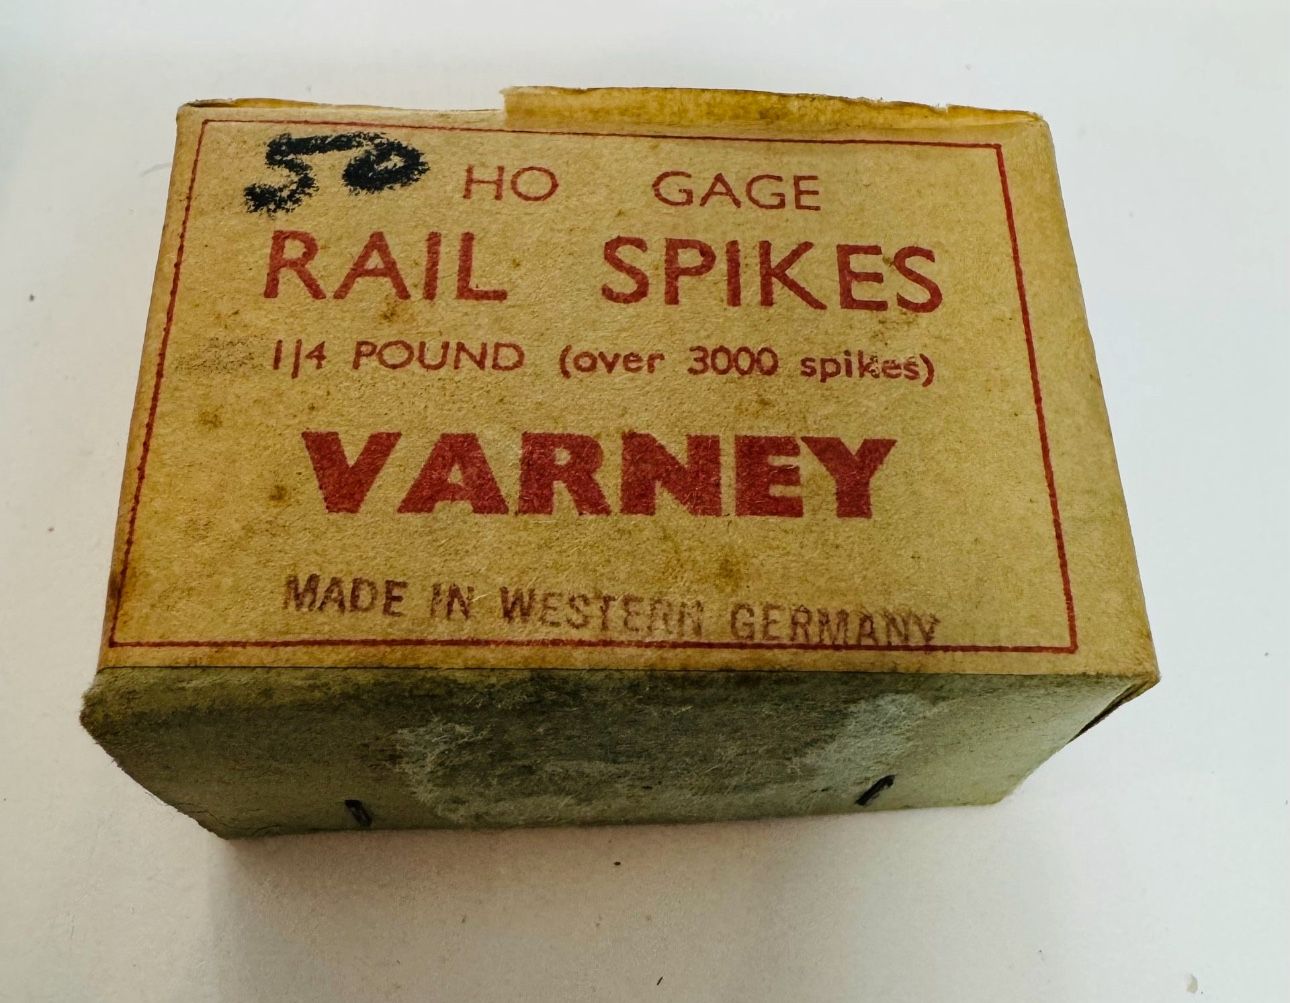 50 HO GAGE
RAIL SPIKES
1/4 POUND (over 3000 spikes)
VARNEY
MADE IN WESTERN GERMANY